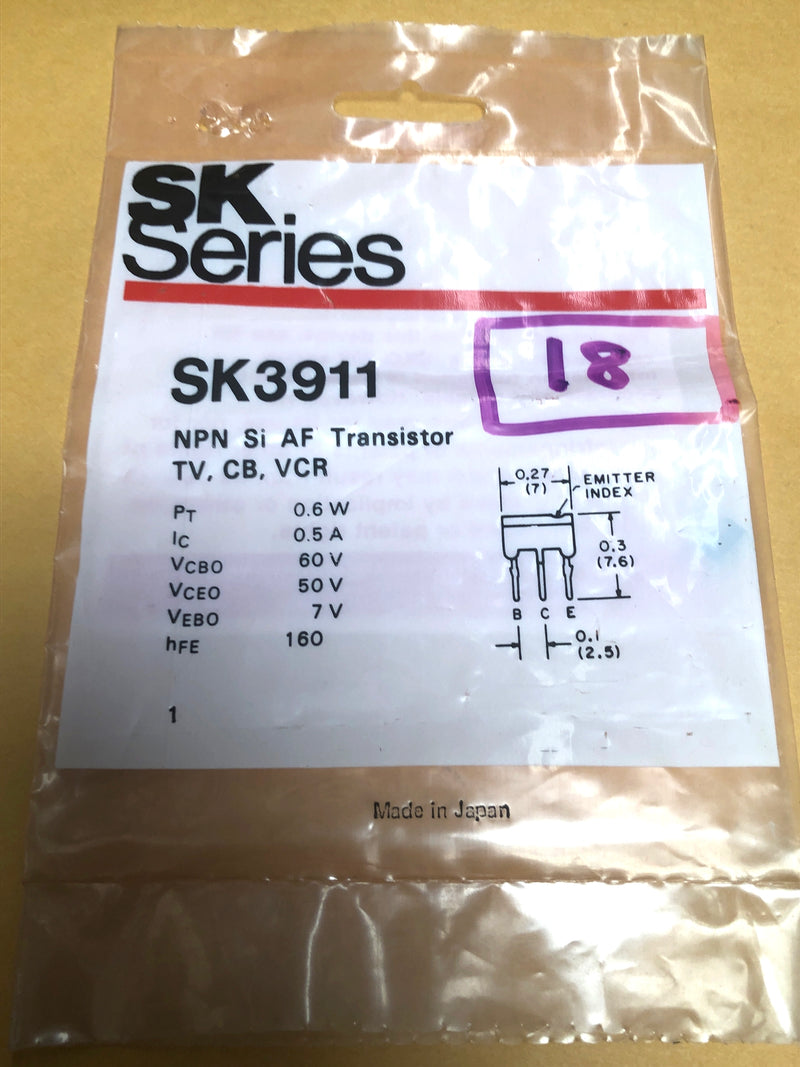 SK
Series
18
SK3911
NPN Si AF Transistor
TV, CB, VCR
PT 0.6 W
IC 0.5 A
VCBO 60 V
VCEO 50 V
VEBO 7 V
hFE 160
0.27
(7)
EMITTER
INDEX
0.3
(7.6)
B C E
0.1
(2.5)
1
Made in Japan